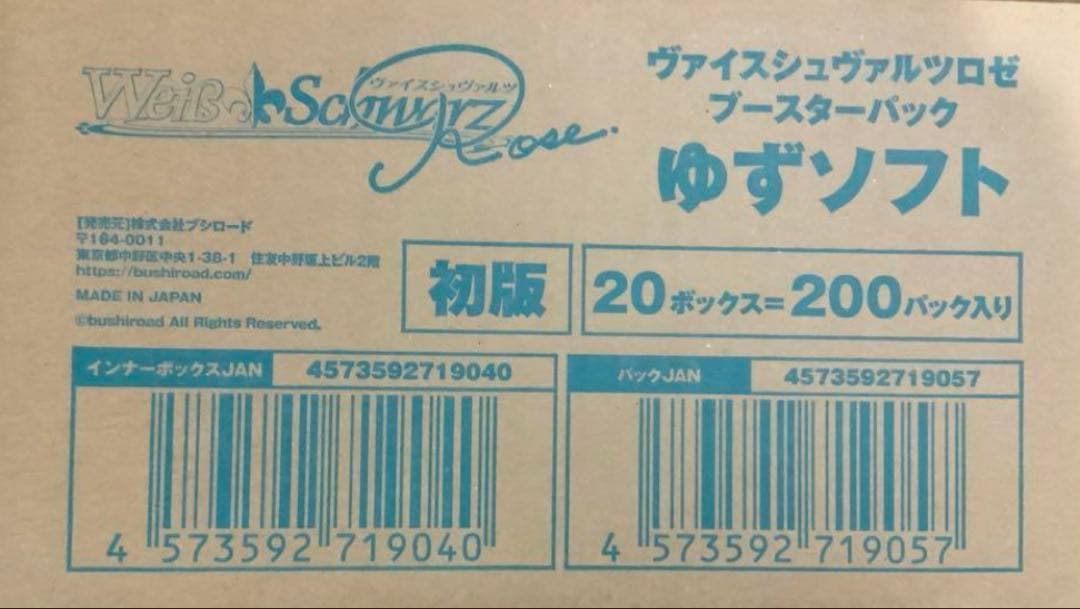 Weiß Schwarz
ヴァイスシュヴァルツ
Rose
ヴァイスシュヴァルツロゼ
ブースターパック
ゆずソフト
[発売元]株式会社ブシロード
〒164-0011
東京都中野区中央1-38-1 住友中野坂上ビル2階
https://bushiroad.com/
MADE IN JAPAN
©bushiroad All Rights Reserved.
初版
20ボックス=200パック入り
インナーボックスJAN 4573592719040
4 573592 719040
パックJAN 4573592719057
4 573592 719057